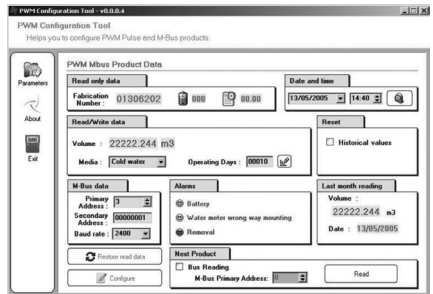 PWM Configuration Tool - v0.0.0.4
PWM Configuration Tool
Helps you to configure PWM Pulse and M-Bus products.
Parameters
About
Exit
PWM Mbus Product Data
Read only data
Fabrication Number : 01306202 000 00.00
Date and time
13/05/2005 14:40
Read/Write data
Volume : 22222.244 m3
Media : Cold water Operating Days : 00010
Reset
Historical values
M-Bus data
Primary Address : 3
Secondary Address : 00000001
Baud rate : 2400
Alarms
Battery
Water meter wrong way mounting
Removal
Last month reading
Volume :
22222.244 m3
Date : 13/05/2005
Restore read data
Configure
Next Product
Bus Reading
M-Bus Primary Address: 0
Read